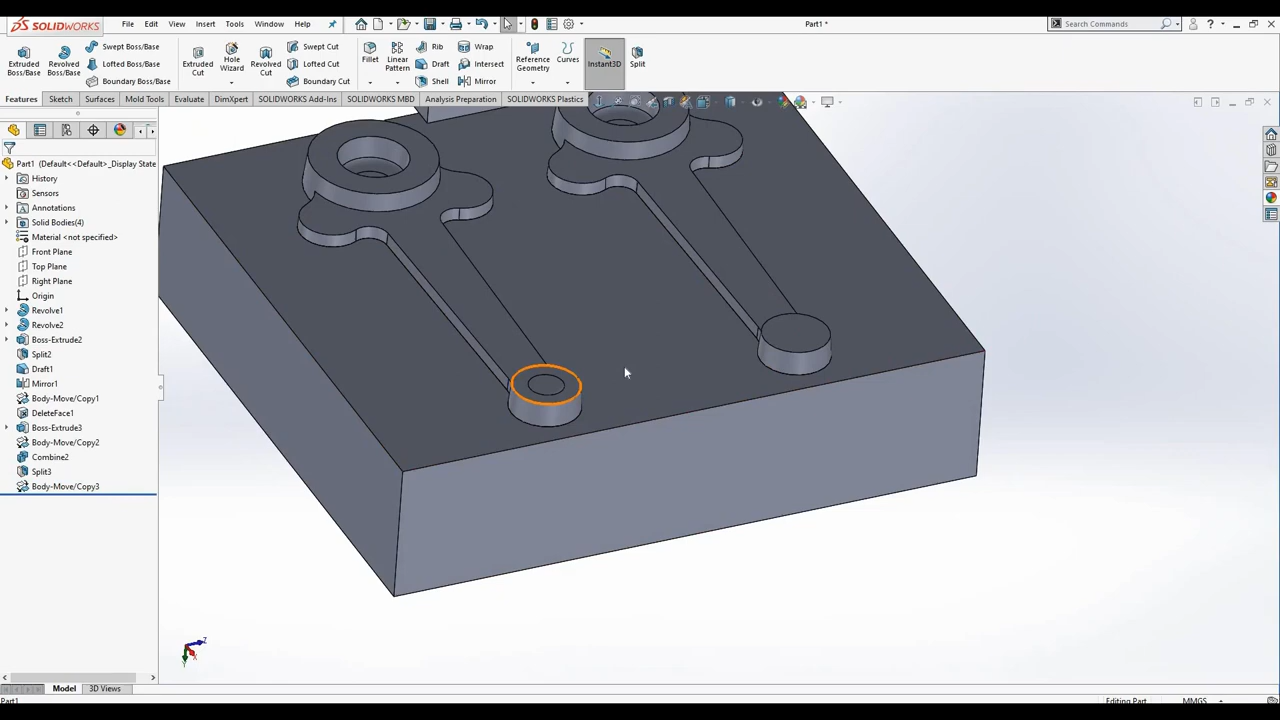 SOLIDWORKS
File Edit View Insert Tools Window Help
Part1 *
Search Commands
Extruded Boss/Base
Revolved Boss/Base
Swept Boss/Base
Lofted Boss/Base
Boundary Boss/Base
Extruded Cut
Hole Wizard
Revolved Cut
Swept Cut
Lofted Cut
Boundary Cut
Fillet
Linear Pattern
Rib
Draft
Shell
Wrap
Intersect
Mirror
Reference Geometry
Curves
Instant3D
Split
Features Sketch Surfaces Mold Tools Evaluate DimXpert SOLIDWORKS Add-Ins SOLIDWORKS MBD Analysis Preparation SOLIDWORKS Plastics
Part1 (Default<<Default>_Display State
History
Sensors
Annotations
Solid Bodies(4)
Material <not specified>
Front Plane
Top Plane
Right Plane
Origin
Revolve1
Revolve2
Boss-Extrude2
Split2
Draft1
Mirror1
Body-Move/Copy1
DeleteFace1
Boss-Extrude3
Body-Move/Copy2
Combine2
Split3
Body-Move/Copy3
Z
X
Y
Model 3D Views
Part1
Editing Part
MMGS